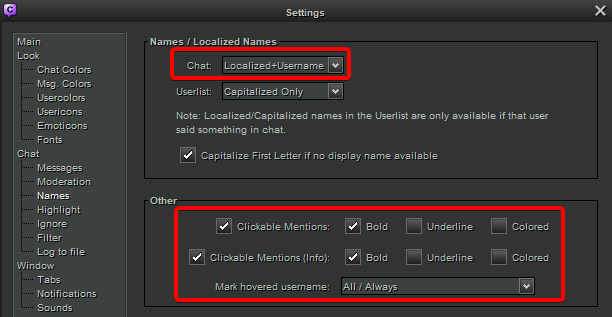 C
Settings
Main
Look
Chat Colors
Msg. Colors
Usercolors
Usericons
Emoticons
Fonts
Chat
Messages
Moderation
Names
Highlight
Ignore
Filter
Log to file
Window
Tabs
Notifications
Sounds
Names / Localized Names
Chat: Localized+Username
Userlist: Capitalized Only
Note: Localized/Capitalized names in the Userlist are only available if that user
said something in chat.
Capitalize First Letter if no display name available
Other
Clickable Mentions: Bold Underline Colored
Clickable Mentions (Info): Bold Underline Colored
Mark hovered username: All / Always